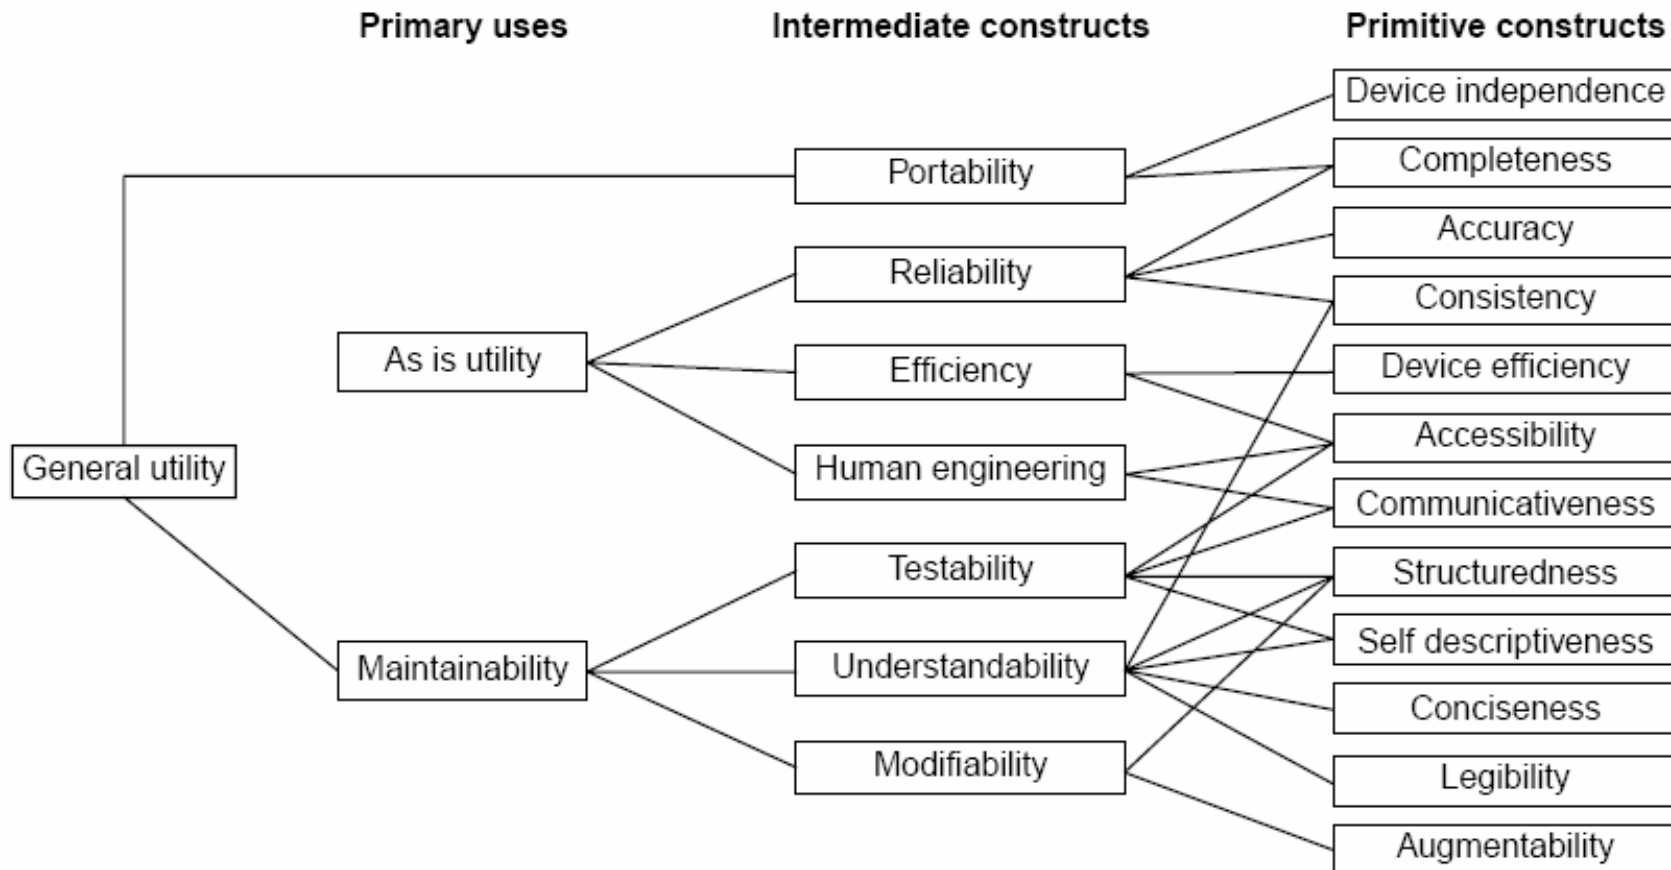 Primary uses
Intermediate constructs
Primitive constructs
Device independence
Portability
Completeness
Accuracy
Reliability
Consistency
As is utility
Efficiency
Device efficiency
Accessibility
General utility
Human engineering
Communicativeness
Testability
Structuredness
Self descriptiveness
Maintainability
Understandability
Conciseness
Modifiability
Legibility
Augmentability